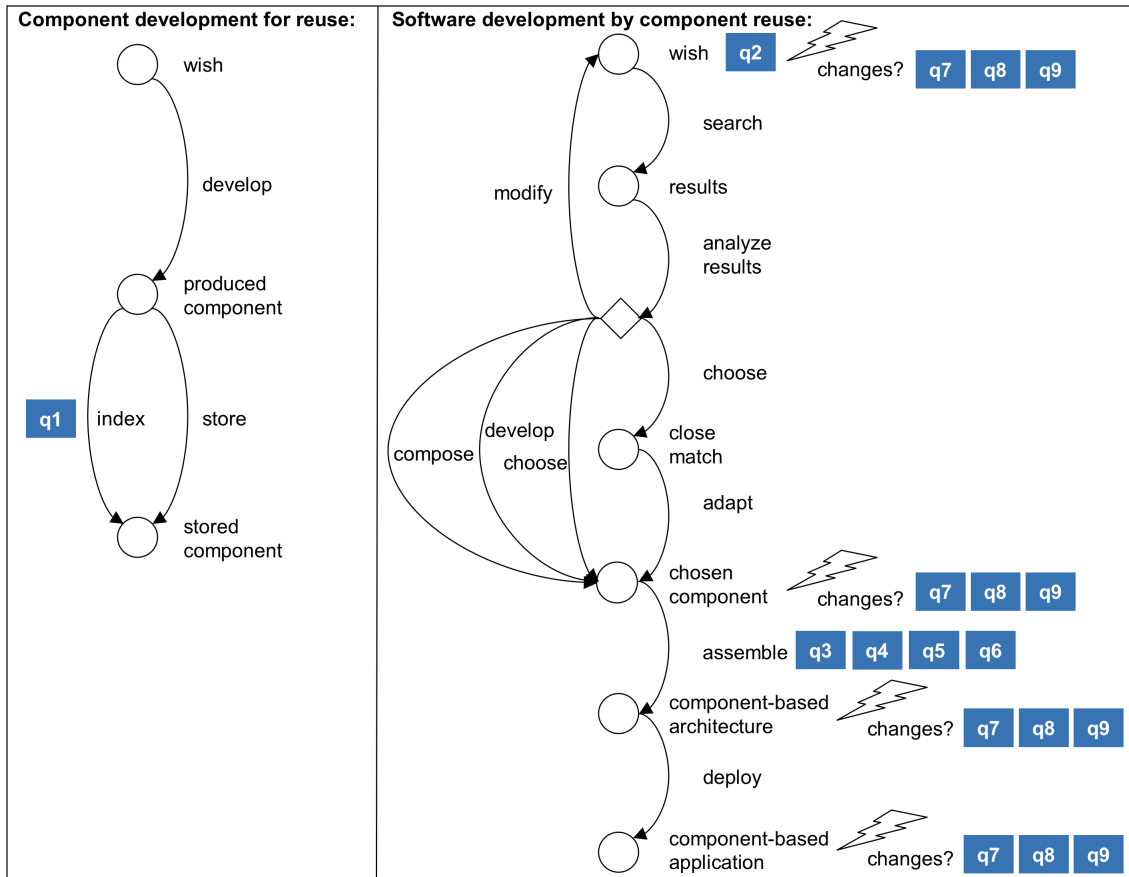 Component development for reuse:
wish
develop
produced
component
q1
index
store
stored
component
Software development by component reuse:
wish
q2
changes?
q7
q8
q9
search
results
modify
analyze
results
choose
compose
develop
choose
close
match
adapt
chosen
component
changes?
q7
q8
q9
assemble
q3
q4
q5
q6
component-based
architecture
changes?
q7
q8
q9
deploy
component-based
application
changes?
q7
q8
q9